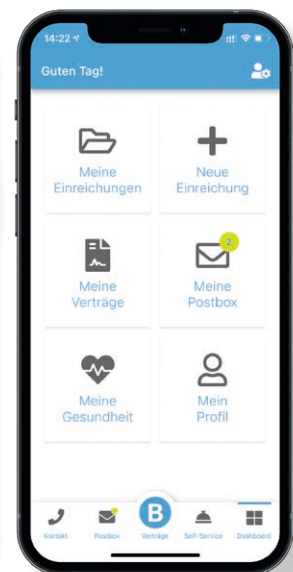 14:22
Guten Tag!
Meine
Einreichungen
Neue
Einreichung
Meine
Verträge
2
Meine
Postbox
Meine
Gesundheit
Mein
Profil
B
Kontakt
Postbox
Verträge
Self-Service
Dashboard